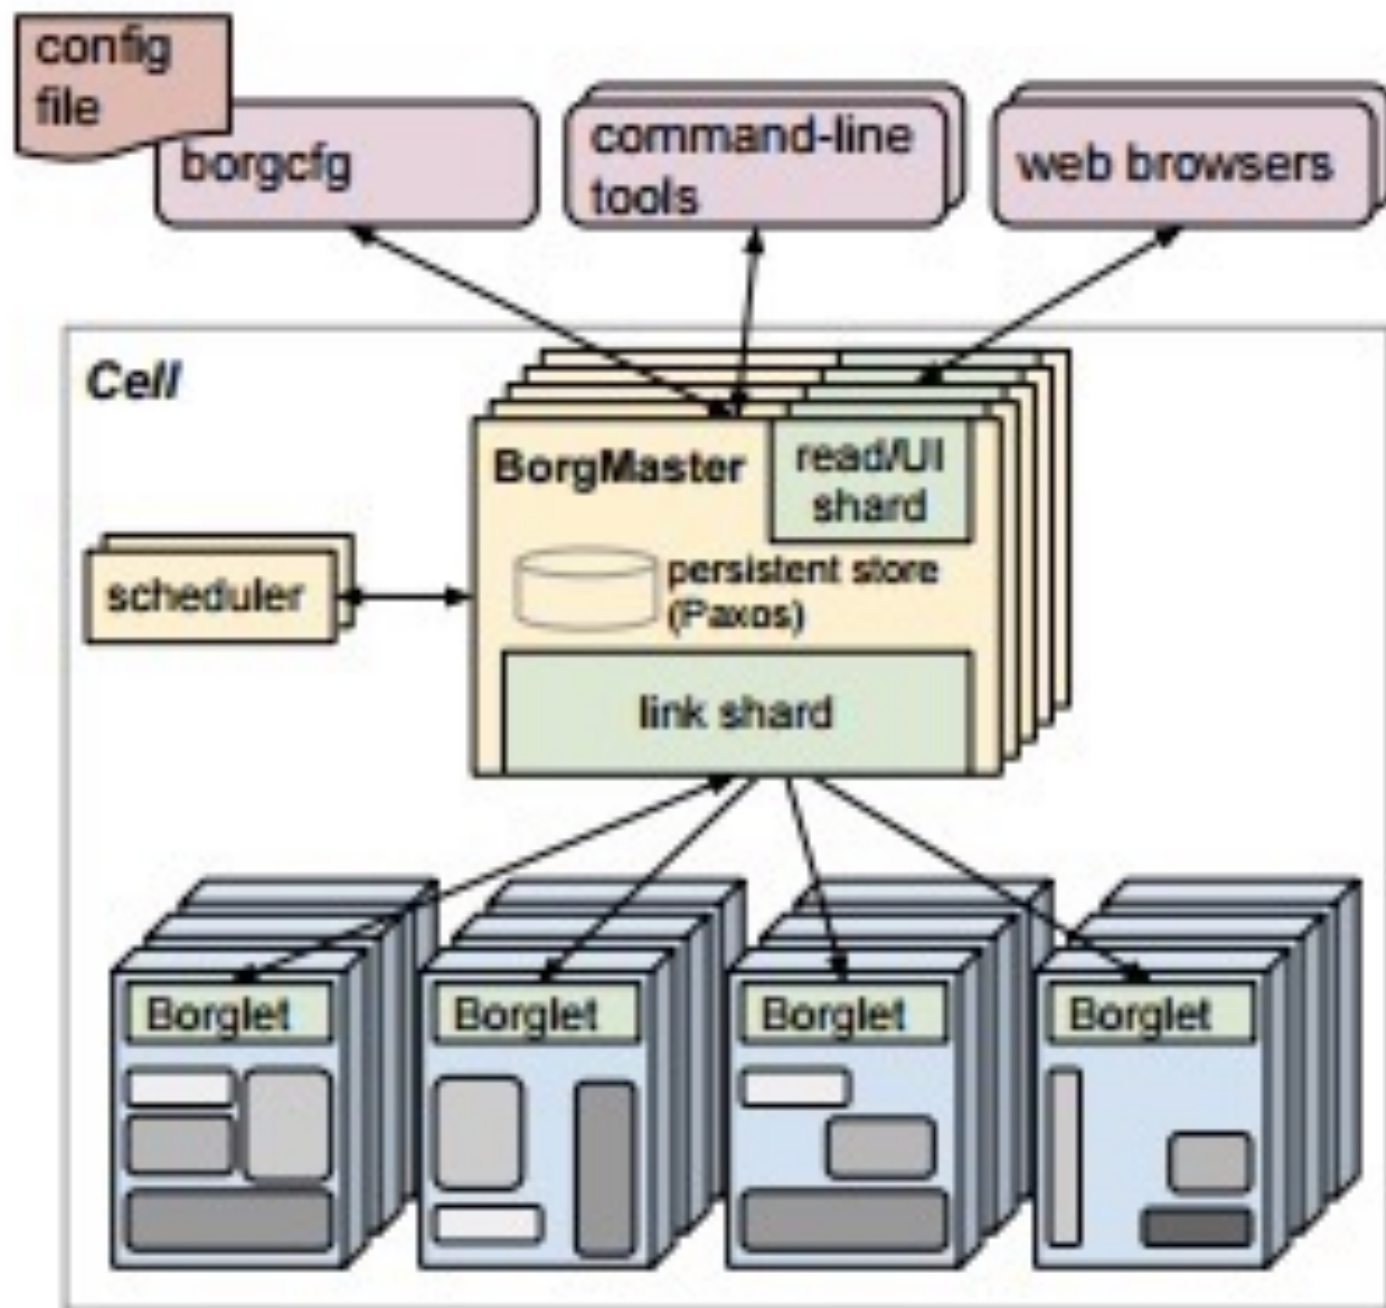 config
file
borgcfg
command-line
tools
web browsers
Cell
BorgMaster
read/UI
shard
persistent store
(Paxos)
scheduler
link shard
Borglet
Borglet
Borglet
Borglet